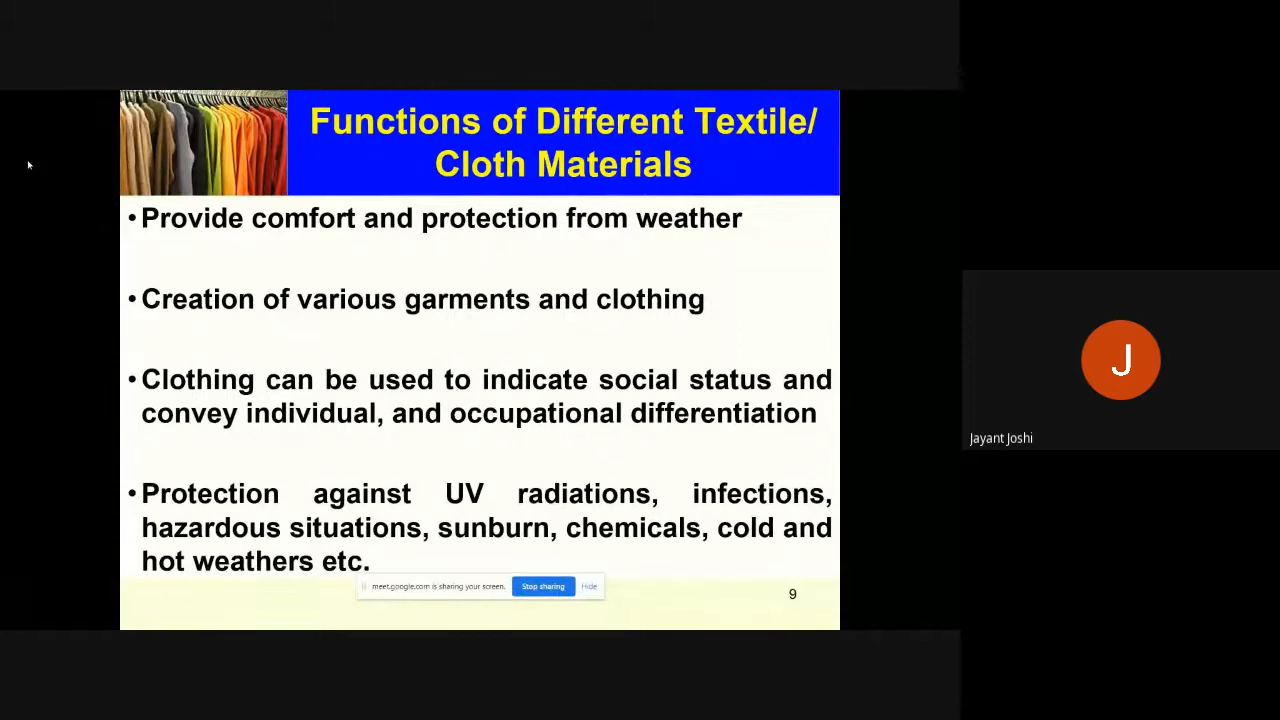 Functions of Different Textile/
Cloth Materials
• Provide comfort and protection from weather
• Creation of various garments and clothing
• Clothing can be used to indicate social status and
convey individual, and occupational differentiation
• Protection against UV radiations, infections,
hazardous situations, sunburn, chemicals, cold and
hot weathers etc.
meet.google.com is sharing your screen. Stop sharing Hide
9
J
Jayant Joshi